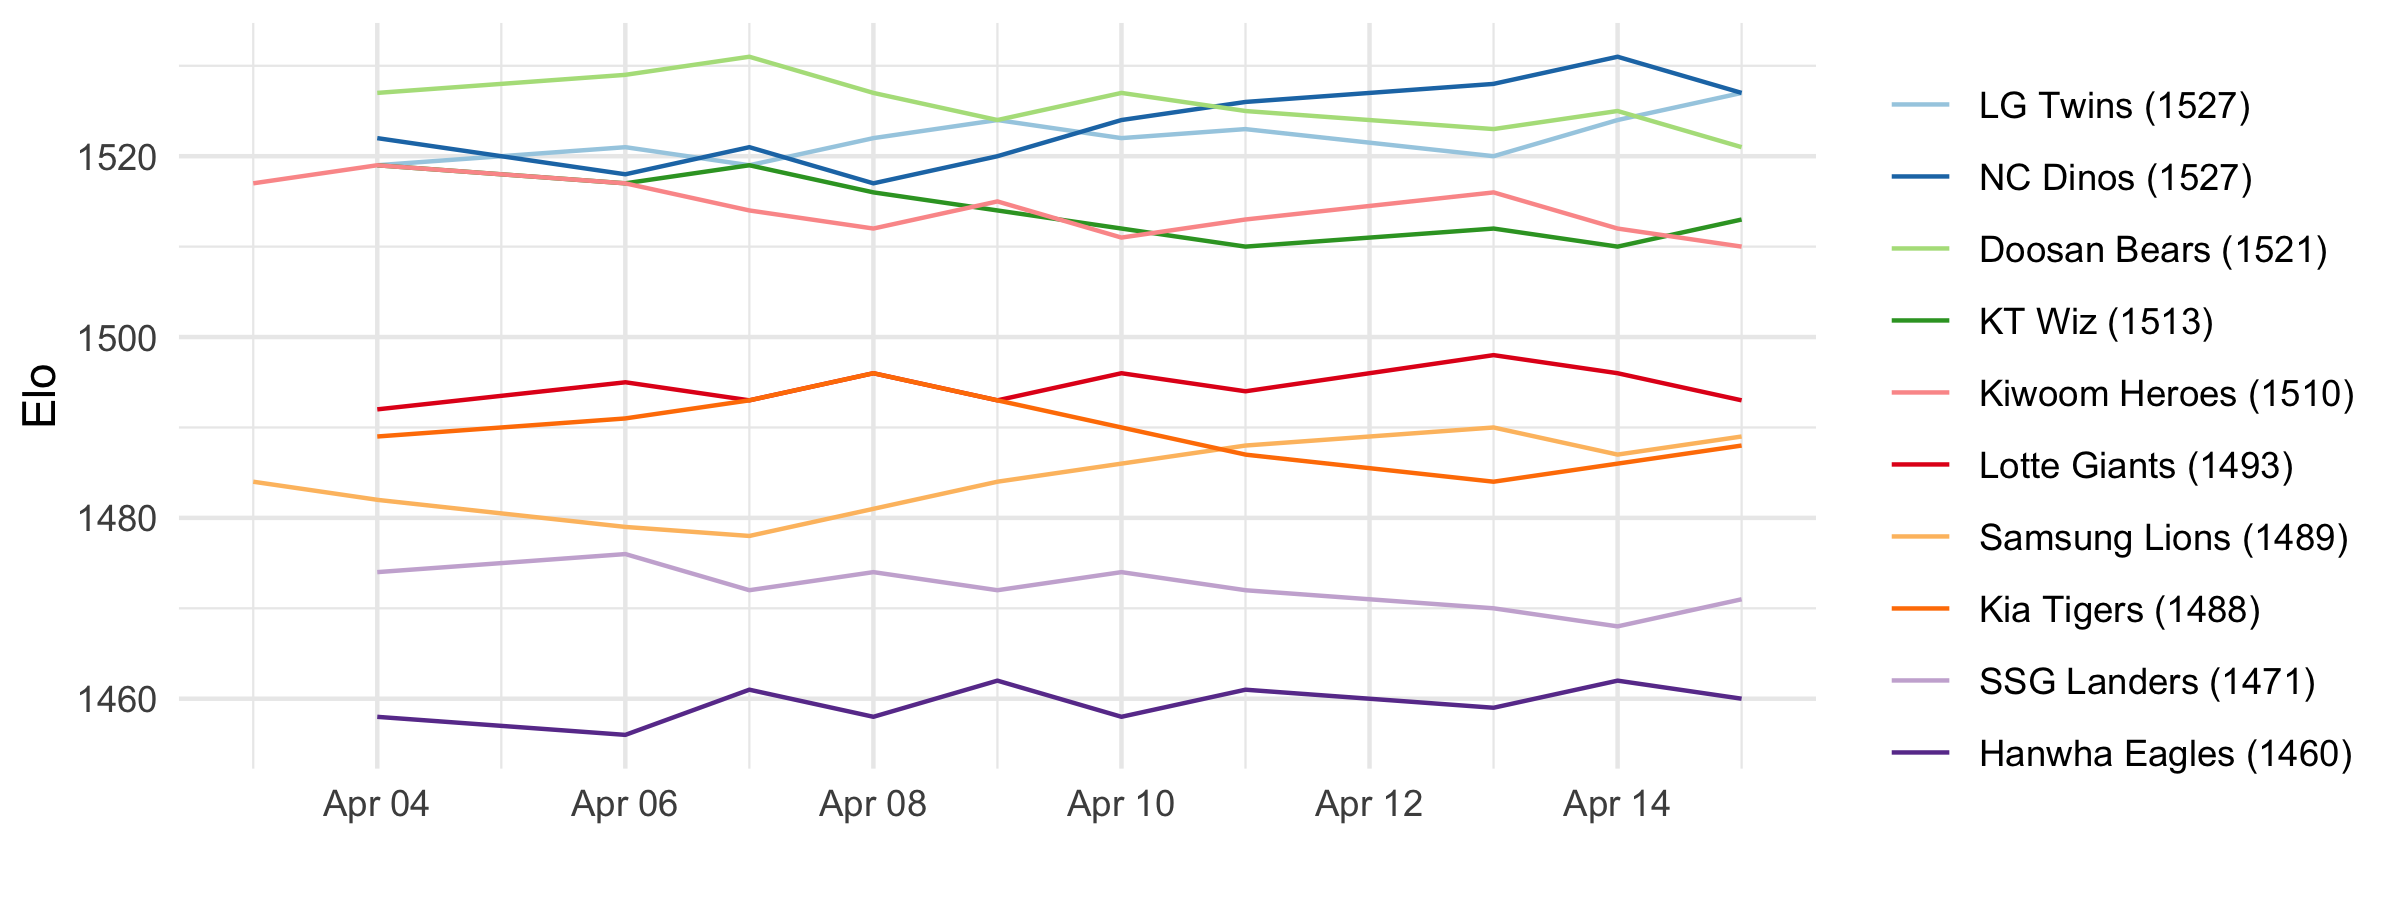 Elo
1520
1500
1480
1460
Apr 04
Apr 06
Apr 08
Apr 10
Apr 12
Apr 14
LG Twins (1527)
NC Dinos (1527)
Doosan Bears (1521)
KT Wiz (1513)
Kiwoom Heroes (1510)
Lotte Giants (1493)
Samsung Lions (1489)
Kia Tigers (1488)
SSG Landers (1471)
Hanwha Eagles (1460)